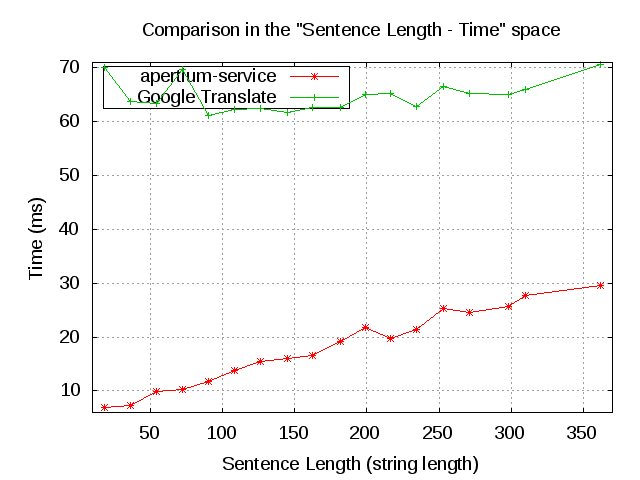 Comparison in the "Sentence Length - Time" space
apertium-service
Google Translate
70
60
50
40
30
20
10
Time (ms)
50 100 150 200 250 300 350
Sentence Length (string length)